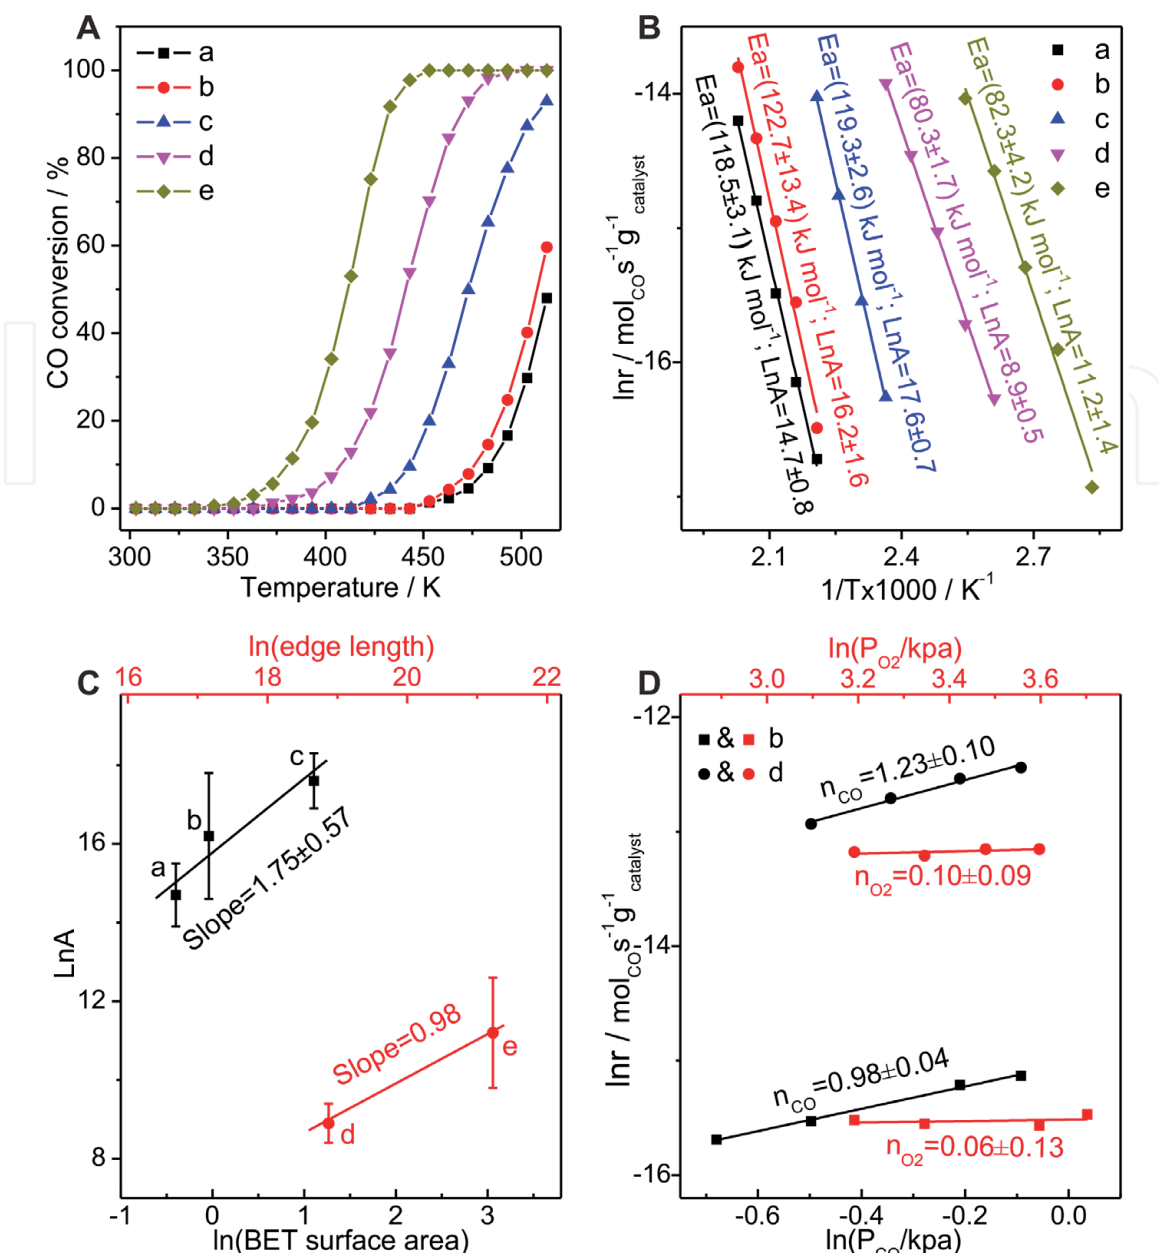 A
a
b
c
d
e
100
80
60
40
20
0
CO conversion / %
300 350 400 450 500
Temperature / K
B
a
b
c
d
e
Ea=(118.5±3.1) kJ mol⁻¹; LnA=14.7±0.8
Ea=(122.7±13.4) kJ mol⁻¹; LnA=16.2±1.6
Ea=(119.3±2.6) kJ mol⁻¹; LnA=17.6±0.7
Ea=(80.3±1.7) kJ mol⁻¹; LnA=8.9±0.5
Ea=(82.3±4.2) kJ mol⁻¹; LnA=11.2±1.4
-14
-16
lnr / mol_CO s⁻¹g⁻¹_catalyst
2.1 2.4 2.7
1/Tx1000 / K⁻¹
ln(edge length)
16 18 20 22
C
c
b
a
Slope=1.75±0.57
Slope=0.98
e
d
16
12
8
LnA
-1 0 1 2 3
ln(BET surface area)
ln(P_O2/kpa)
3.0 3.2 3.4 3.6
D
& b
& d
n_CO=1.23±0.10
n_O2=0.10±0.09
n_CO=0.98±0.04
n_O2=0.06±0.13
-12
-14
-16
lnr / mol_CO s⁻¹g⁻¹_catalyst
-0.6 -0.4 -0.2 0.0
ln(P_CO/kpa)